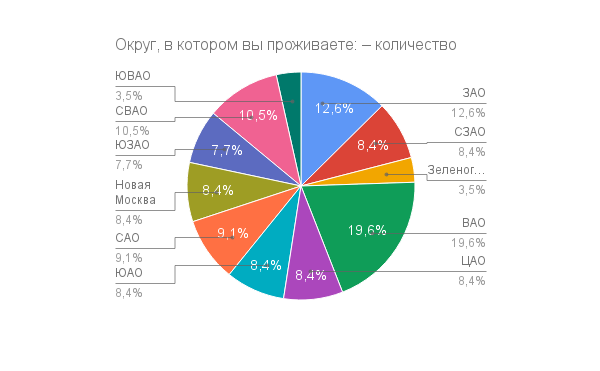 Округ, в котором вы проживаете: – количество
ЮВАО
3,5%
СВАО
10,5%
ЮЗАО
7,7%
Новая
Москва
8,4%
САО
9,1%
ЮАО
8,4%
12,6%
8,4%
19,6%
8,4%
8,4%
9,1%
8,4%
7,7%
10,5%
ЗАО
12,6%
СЗАО
8,4%
Зеленог...
3,5%
ВАО
19,6%
ЦАО
8,4%